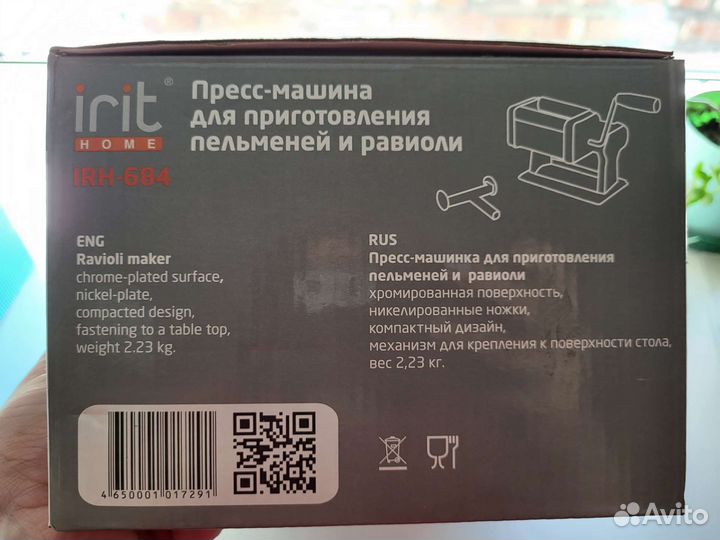 irit®
HOME
IRH-684
Пресс-машина
для приготовления
пельменей и равиоли
ENG
Ravioli maker
chrome-plated surface,
nickel-plate,
compacted design,
fastening to a table top,
weight 2.23 kg.
RUS
Пресс-машинка для приготовления
пельменей и равиоли
хромированная поверхность,
никелированные ножки,
компактный дизайн,
механизм для крепления к поверхности стола,
вес 2,23 кг.
4 650001 017291
Avito